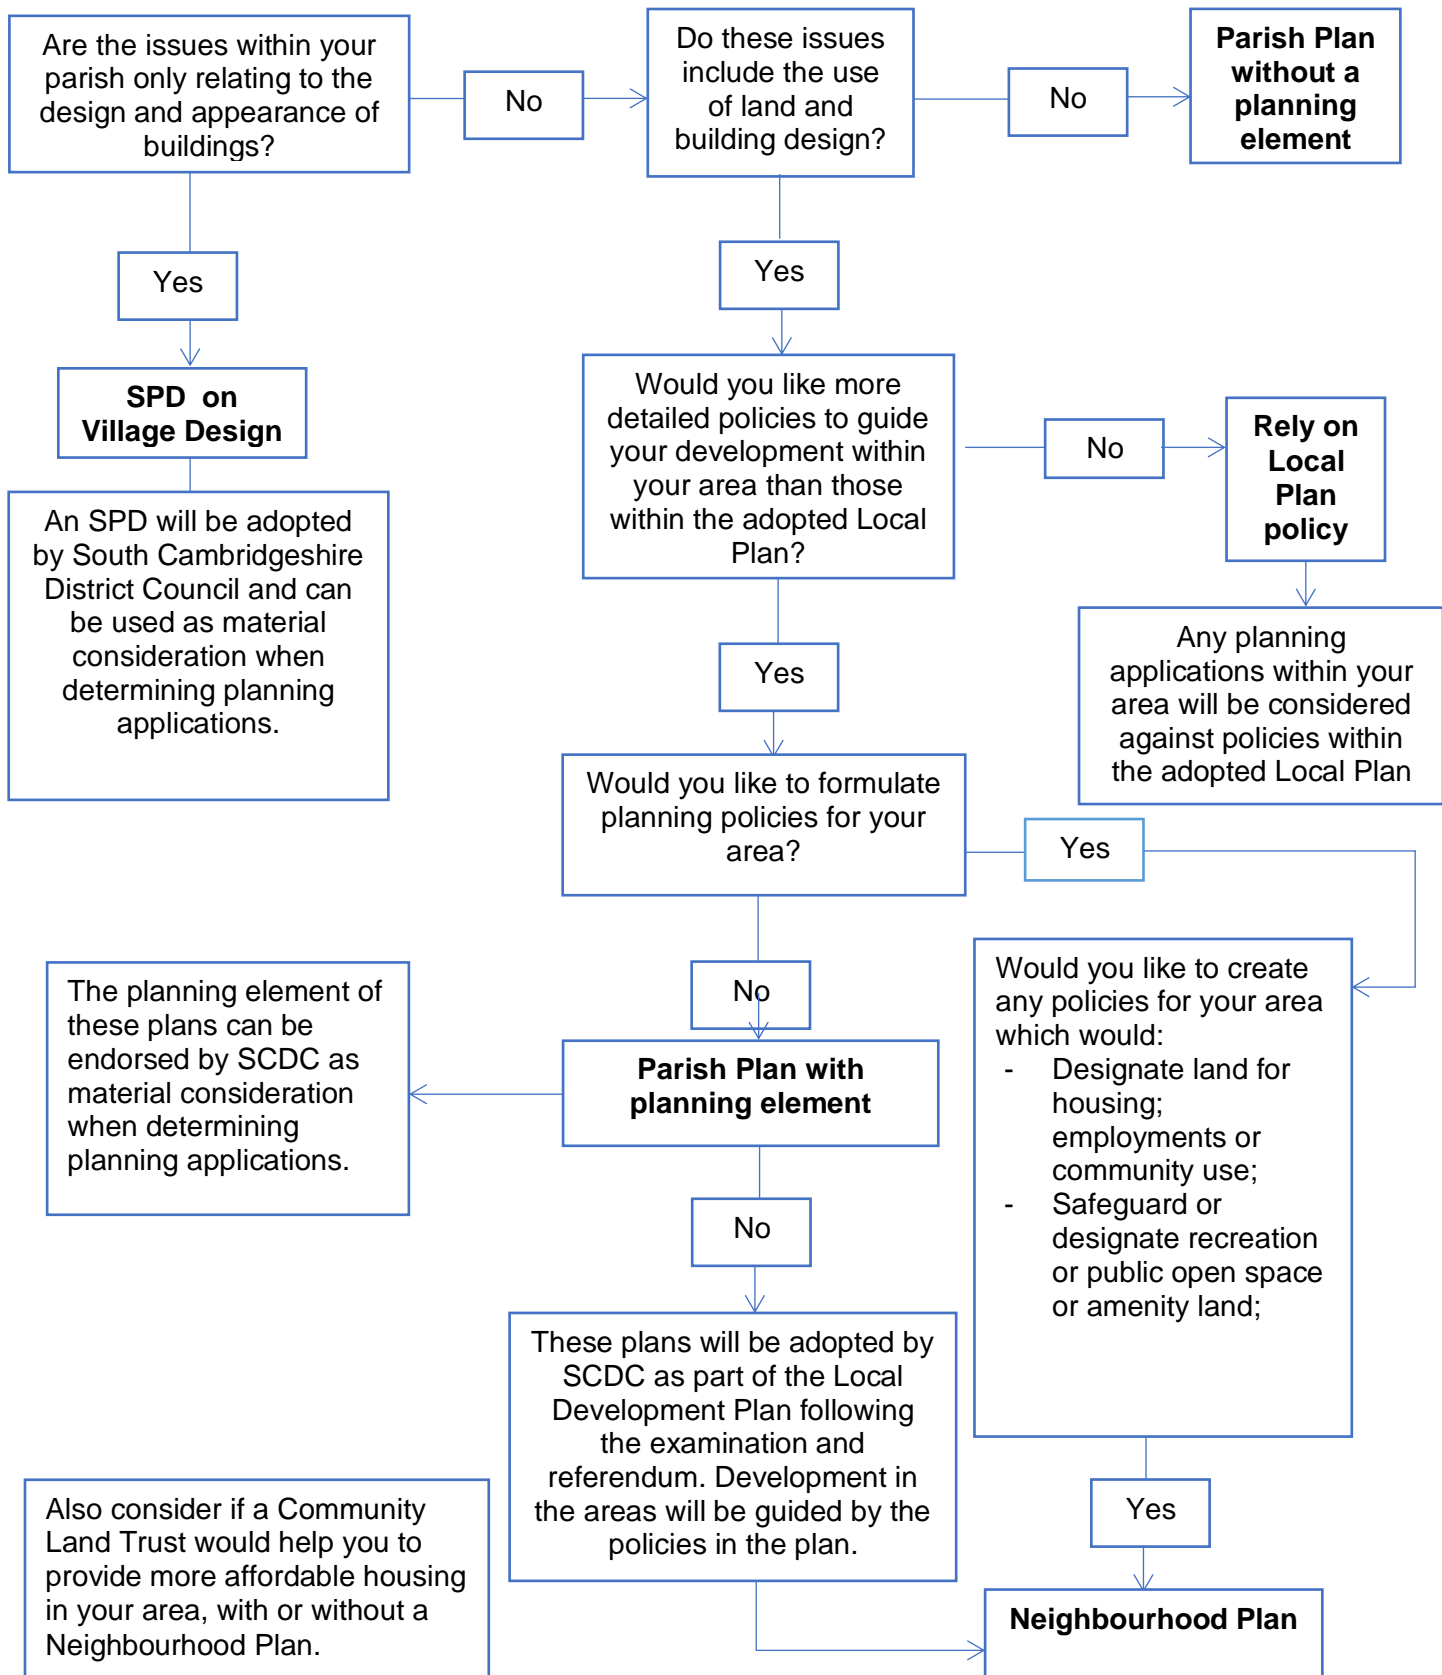 Are the issues within your
parish only relating to the
design and appearance of
buildings?
No
Do these issues
include the use
of land and
building design?
No
Parish Plan
without a
planning
element
Yes
Yes
SPD on
Village Design
An SPD will be adopted
by South Cambridgeshire
District Council and can
be used as material
consideration when
determining planning
applications.
Would you like more
detailed policies to guide
your development within
your area than those
within the adopted Local
Plan?
No
Rely on
Local
Plan
policy
Any planning
applications within your
area will be considered
against policies within
the adopted Local Plan
Yes
Would you like to formulate
planning policies for your
area?
Yes
No
The planning element of
these plans can be
endorsed by SCDC as
material consideration
when determining
planning applications.
Parish Plan with
planning element
Would you like to create
any policies for your area
which would:
- Designate land for
housing;
employments or
community use;
- Safeguard or
designate recreation
or public open space
or amenity land;
No
These plans will be adopted by
SCDC as part of the Local
Development Plan following
the examination and
referendum. Development in
the areas will be guided by the
policies in the plan.
Yes
Also consider if a Community
Land Trust would help you to
provide more affordable housing
in your area, with or without a
Neighbourhood Plan.
Neighbourhood Plan